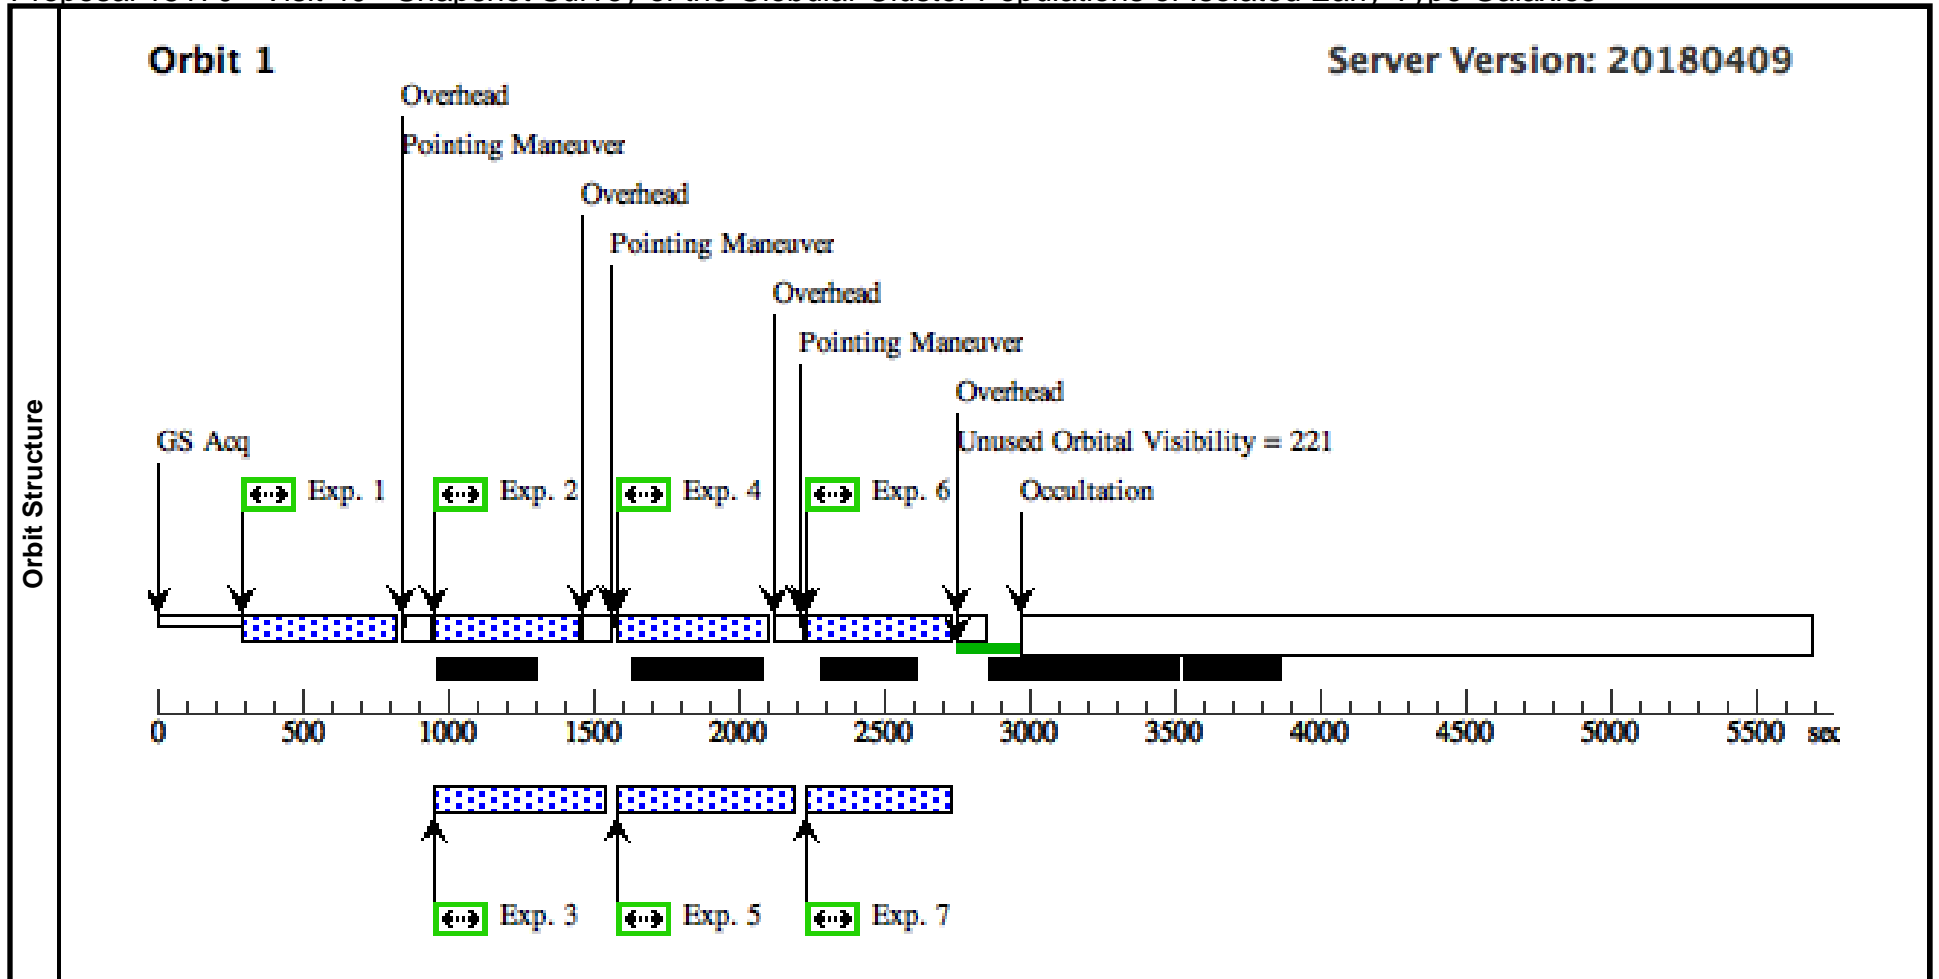 Orbit 1
Server Version: 20180409
Overhead
Pointing Maneuver
Overhead
Pointing Maneuver
Overhead
Pointing Maneuver
Overhead
Unused Orbital Visibility = 221
GS Acq
Exp. 1
Exp. 2
Exp. 4
Exp. 6
Occultation
Orbit Structure
0 500 1000 1500 2000 2500 3000 3500 4000 4500 5000 5500 sec
Exp. 3
Exp. 5
Exp. 7